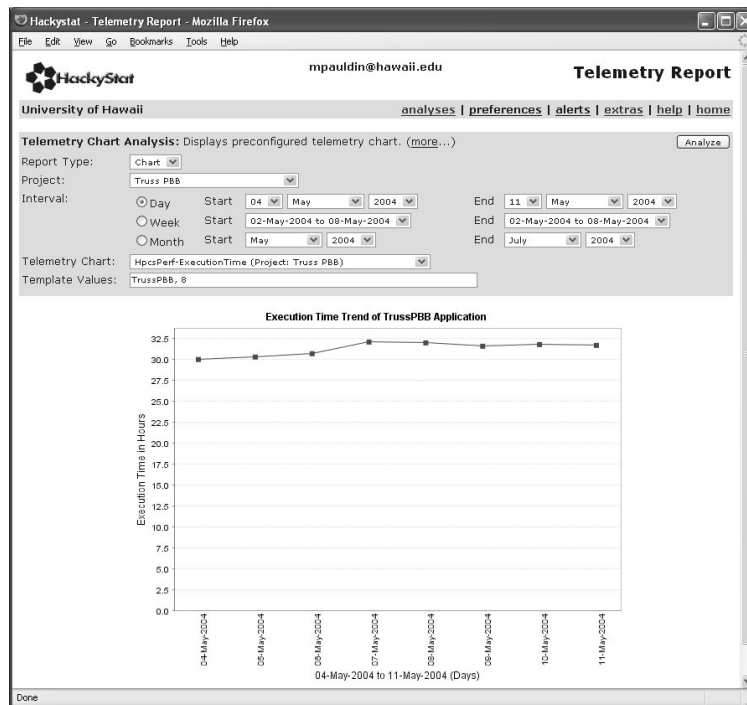 Hackystat - Telemetry Report - Mozilla Firefox
File Edit View Go Bookmarks Tools Help
HackyStat
mpauldin@hawaii.edu
Telemetry Report
University of Hawaii
analyses | preferences | alerts | extras | help | home
Telemetry Chart Analysis: Displays preconfigured telemetry chart. (more...)
Analyze
Report Type: Chart
Project: Truss PBB
Interval: Day Start 04 May 2004 End 11 May 2004
Week Start 02-May-2004 to 08-May-2004 End 02-May-2004 to 08-May-2004
Month Start May 2004 End July 2004
Telemetry Chart: HpcsPerf-ExecutionTime (Project: Truss PBB)
Template Values: TrussPBB, 8
Execution Time Trend of TrussPBB Application
Execution Time in Hours
32.5
30.0
27.5
25.0
22.5
20.0
17.5
15.0
12.5
10.0
7.5
5.0
2.5
0.0
04-May-2004
05-May-2004
06-May-2004
07-May-2004
08-May-2004
09-May-2004
10-May-2004
11-May-2004
04-May-2004 to 11-May-2004 (Days)
Done